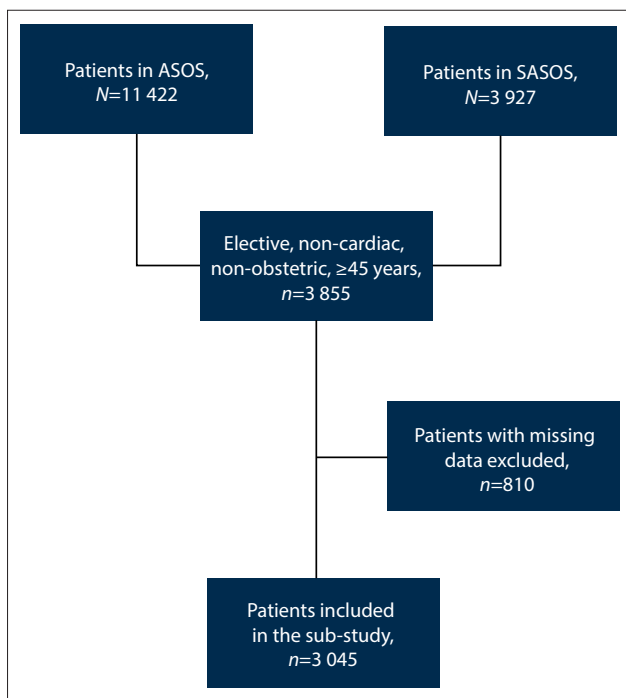 Patients in ASOS,
N=11 422
Patients in SASOS,
N=3 927
Elective, non-cardiac,
non-obstetric, ≥45 years,
n=3 855
Patients with missing
data excluded,
n=810
Patients included
in the sub-study,
n=3 045